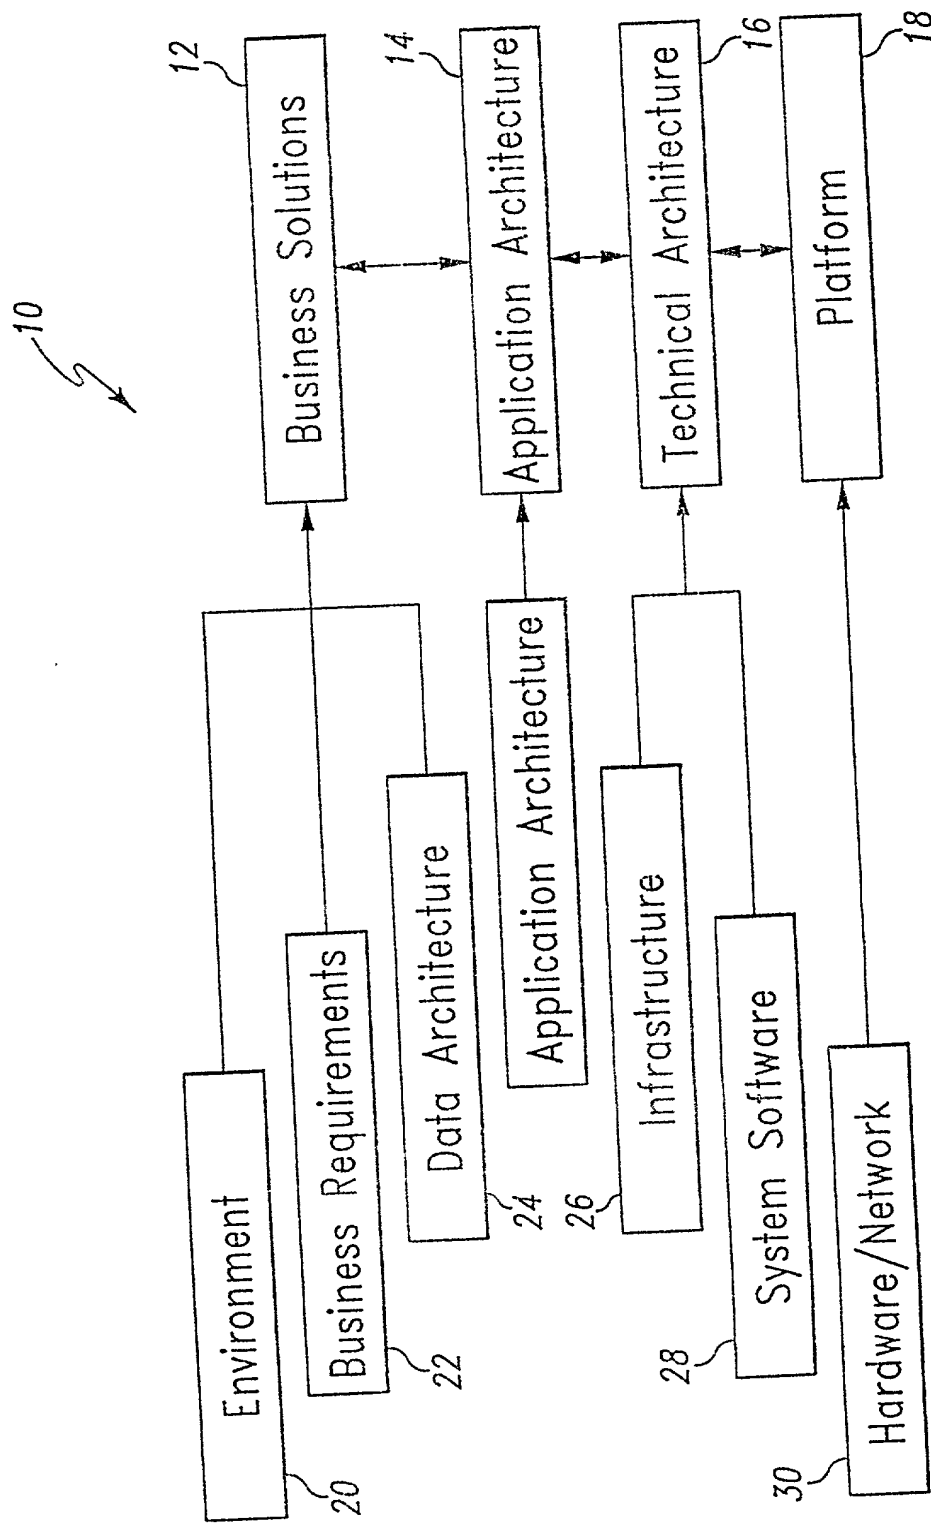 10
Environment
20
Business Requirements
22
Data Architecture
24
Application Architecture
Infrastructure
26
System Software
28
Hardware/Network
30
Business Solutions
12
Application Architecture
14
Technical Architecture
16
Platform
18